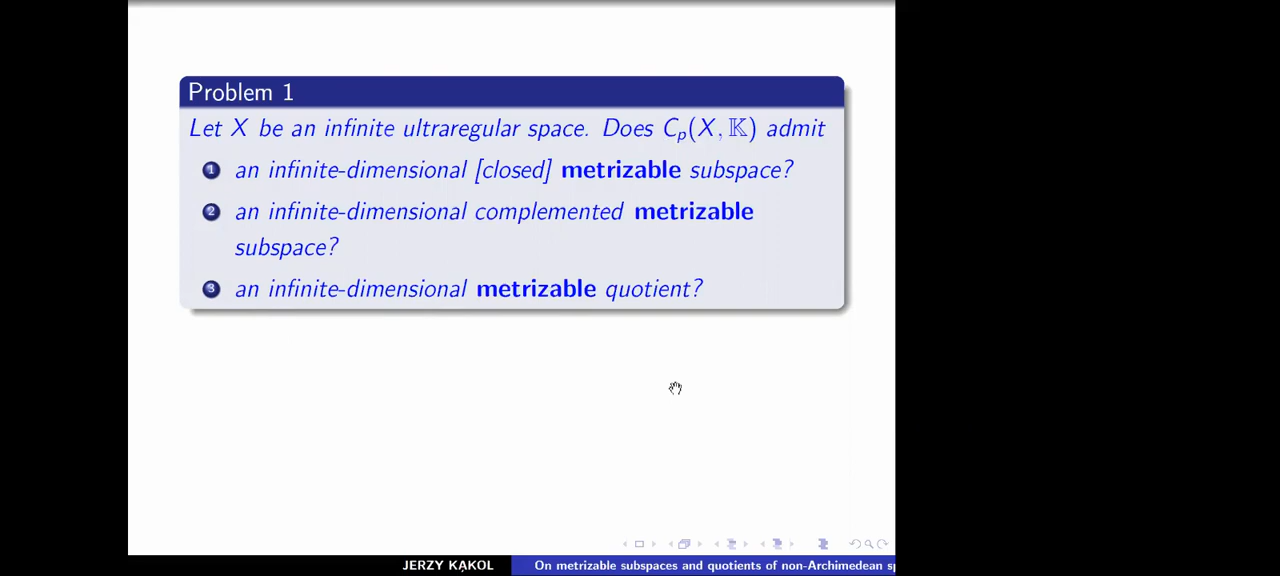 Problem 1
Let X be an infinite ultraregular space. Does C_p(X, 𝕂) admit
1 an infinite-dimensional [closed] metrizable subspace?
2 an infinite-dimensional complemented metrizable
subspace?
3 an infinite-dimensional metrizable quotient?
JERZY KĄKOL On metrizable subspaces and quotients of non-Archimedean sp